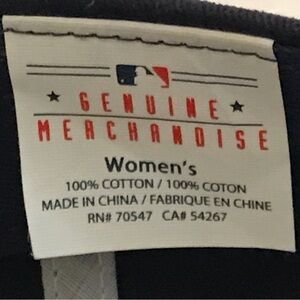 GENUINE
MERCHANDISE
Women's
100% COTTON / 100% COTON
MADE IN CHINA / FABRIQUE EN CHINE
RN# 70547 CA# 54267